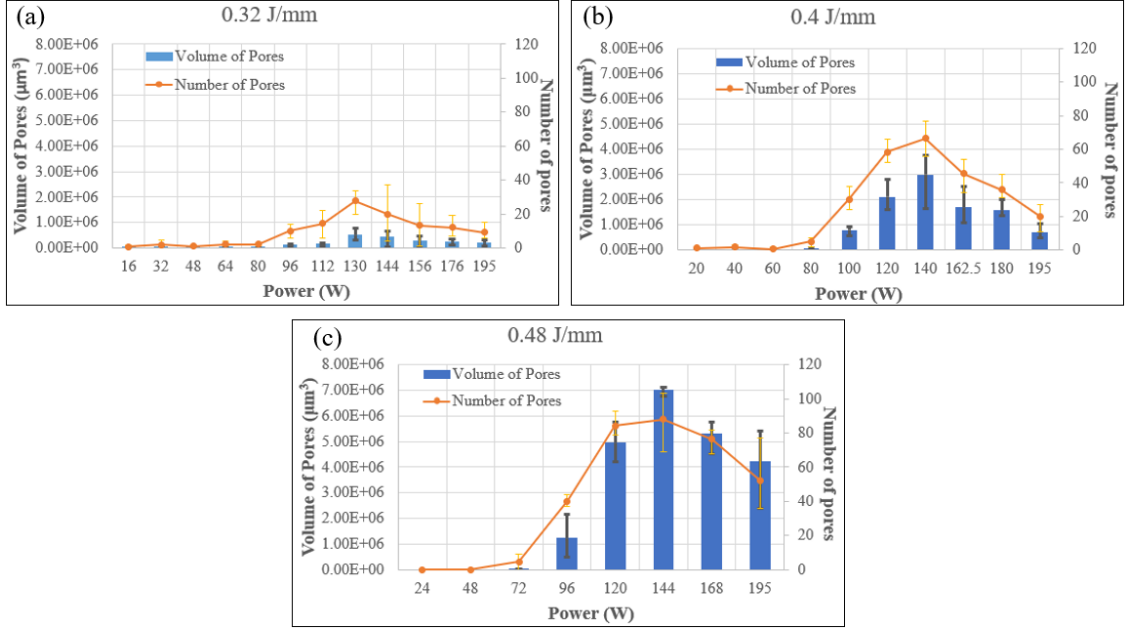 (a)
0.32 J/mm
Volume of Pores (µm³)
8.00E+06
7.00E+06
6.00E+06
5.00E+06
4.00E+06
3.00E+06
2.00E+06
1.00E+06
0.00E+00
Volume of Pores
Number of Pores
120
100
80
60
40
20
0
Number of pores
16 32 48 64 80 96 112 130 144 156 176 195
Power (W)
(b)
0.4 J/mm
Volume of Pores (µm³)
8.00E+06
7.00E+06
6.00E+06
5.00E+06
4.00E+06
3.00E+06
2.00E+06
1.00E+06
0.00E+00
Volume of Pores
Number of Pores
120
100
80
60
40
20
0
Number of pores
20 40 60 80 100 120 140 162.5 180 195
Power (W)
(c)
0.48 J/mm
Volume of Pores (µm³)
8.00E+06
7.00E+06
6.00E+06
5.00E+06
4.00E+06
3.00E+06
2.00E+06
1.00E+06
0.00E+00
Volume of Pores
Number of Pores
120
100
80
60
40
20
0
Number of pores
24 48 72 96 120 144 168 195
Power (W)